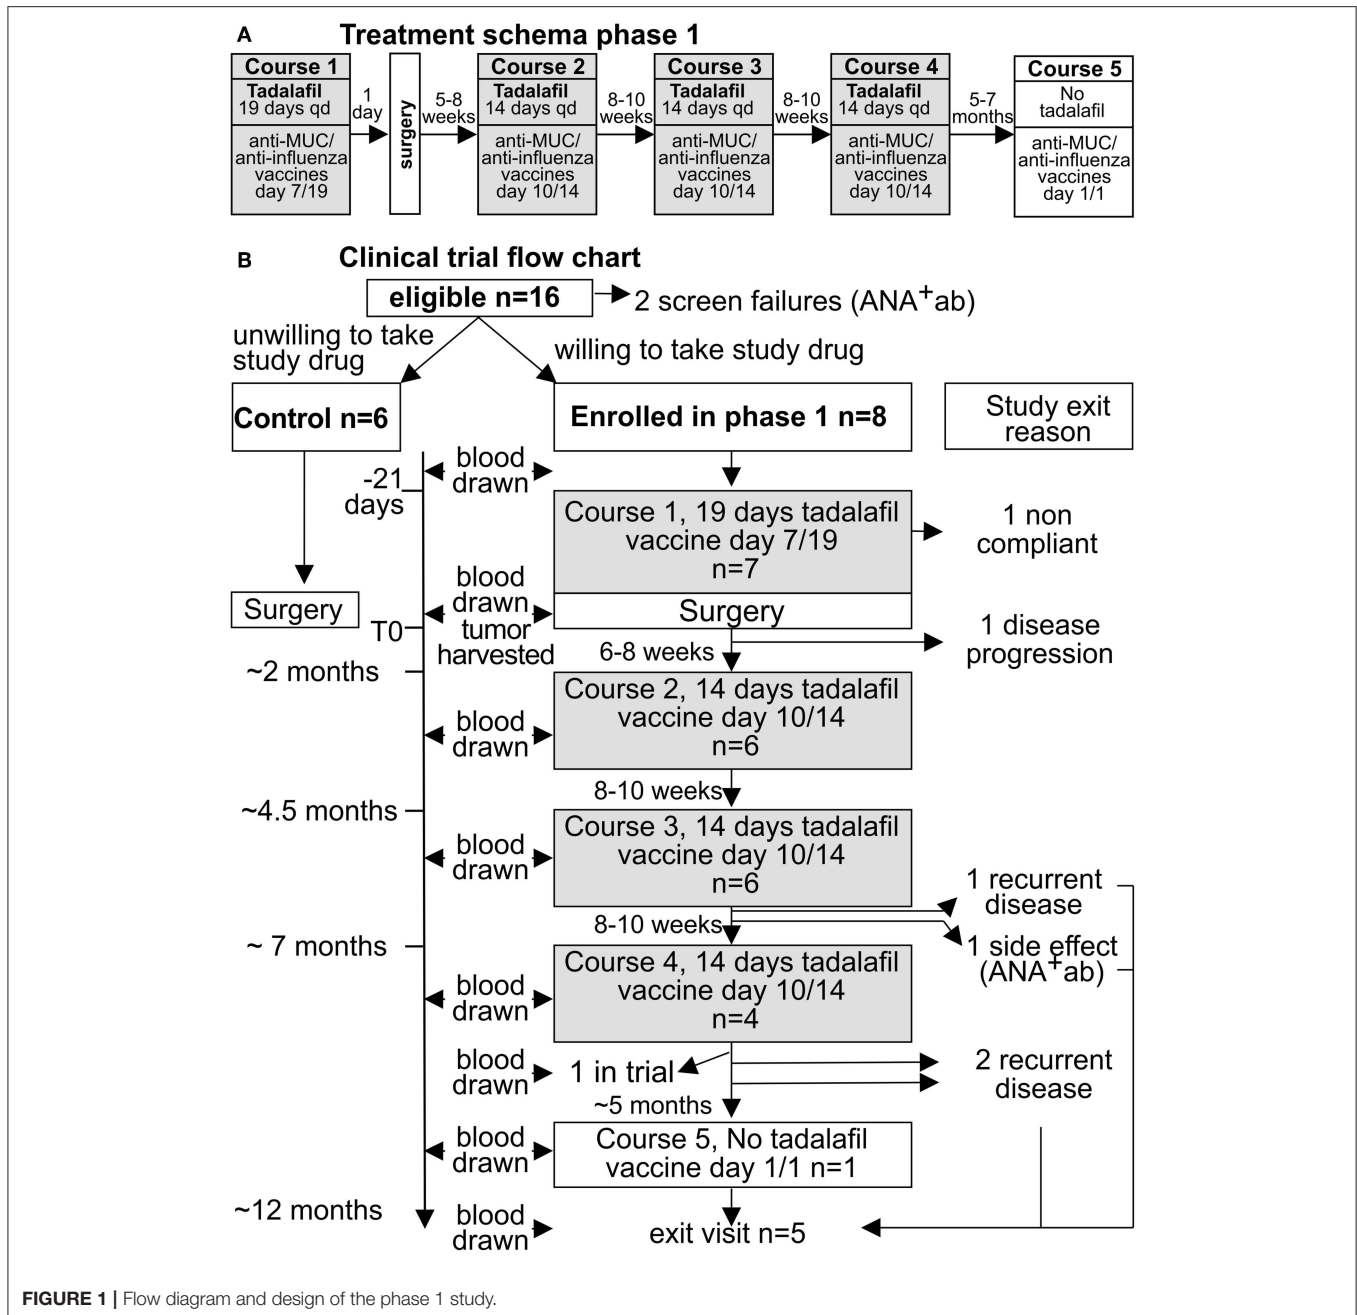 A
Treatment schema phase 1
Course 1
Tadalafil
19 days qd
anti-MUC/
anti-influenza
vaccines
day 7/19
1
day
surgery
5-8
weeks
Course 2
Tadalafil
14 days qd
anti-MUC/
anti-influenza
vaccines
day 10/14
8-10
weeks
Course 3
Tadalafil
14 days qd
anti-MUC/
anti-influenza
vaccines
day 10/14
8-10
weeks
Course 4
Tadalafil
14 days qd
anti-MUC/
anti-influenza
vaccines
day 10/14
5-7
months
Course 5
No
tadalafil
anti-MUC/
anti-influenza
vaccines
day 1/1
B
Clinical trial flow chart
eligible n=16
2 screen failures (ANA+ab)
unwilling to take
study drug
willing to take study drug
Control n=6
Enrolled in phase 1 n=8
Study exit
reason
blood
drawn
-21
days
Course 1, 19 days tadalafil
vaccine day 7/19
n=7
1 non
compliant
Surgery
blood
drawn
tumor
harvested
Surgery
T0
1 disease
progression
6-8 weeks
~2 months
Course 2, 14 days tadalafil
vaccine day 10/14
n=6
blood
drawn
8-10 weeks
~4.5 months
Course 3, 14 days tadalafil
vaccine day 10/14
n=6
blood
drawn
1 recurrent
disease
8-10 weeks
1 side effect
(ANA+ab)
~ 7 months
Course 4, 14 days tadalafil
vaccine day 10/14
n=4
blood
drawn
blood
drawn
1 in trial
2 recurrent
disease
~5 months
Course 5, No tadalafil
vaccine day 1/1 n=1
blood
drawn
~12 months
blood
drawn
exit visit n=5
FIGURE 1 | Flow diagram and design of the phase 1 study.